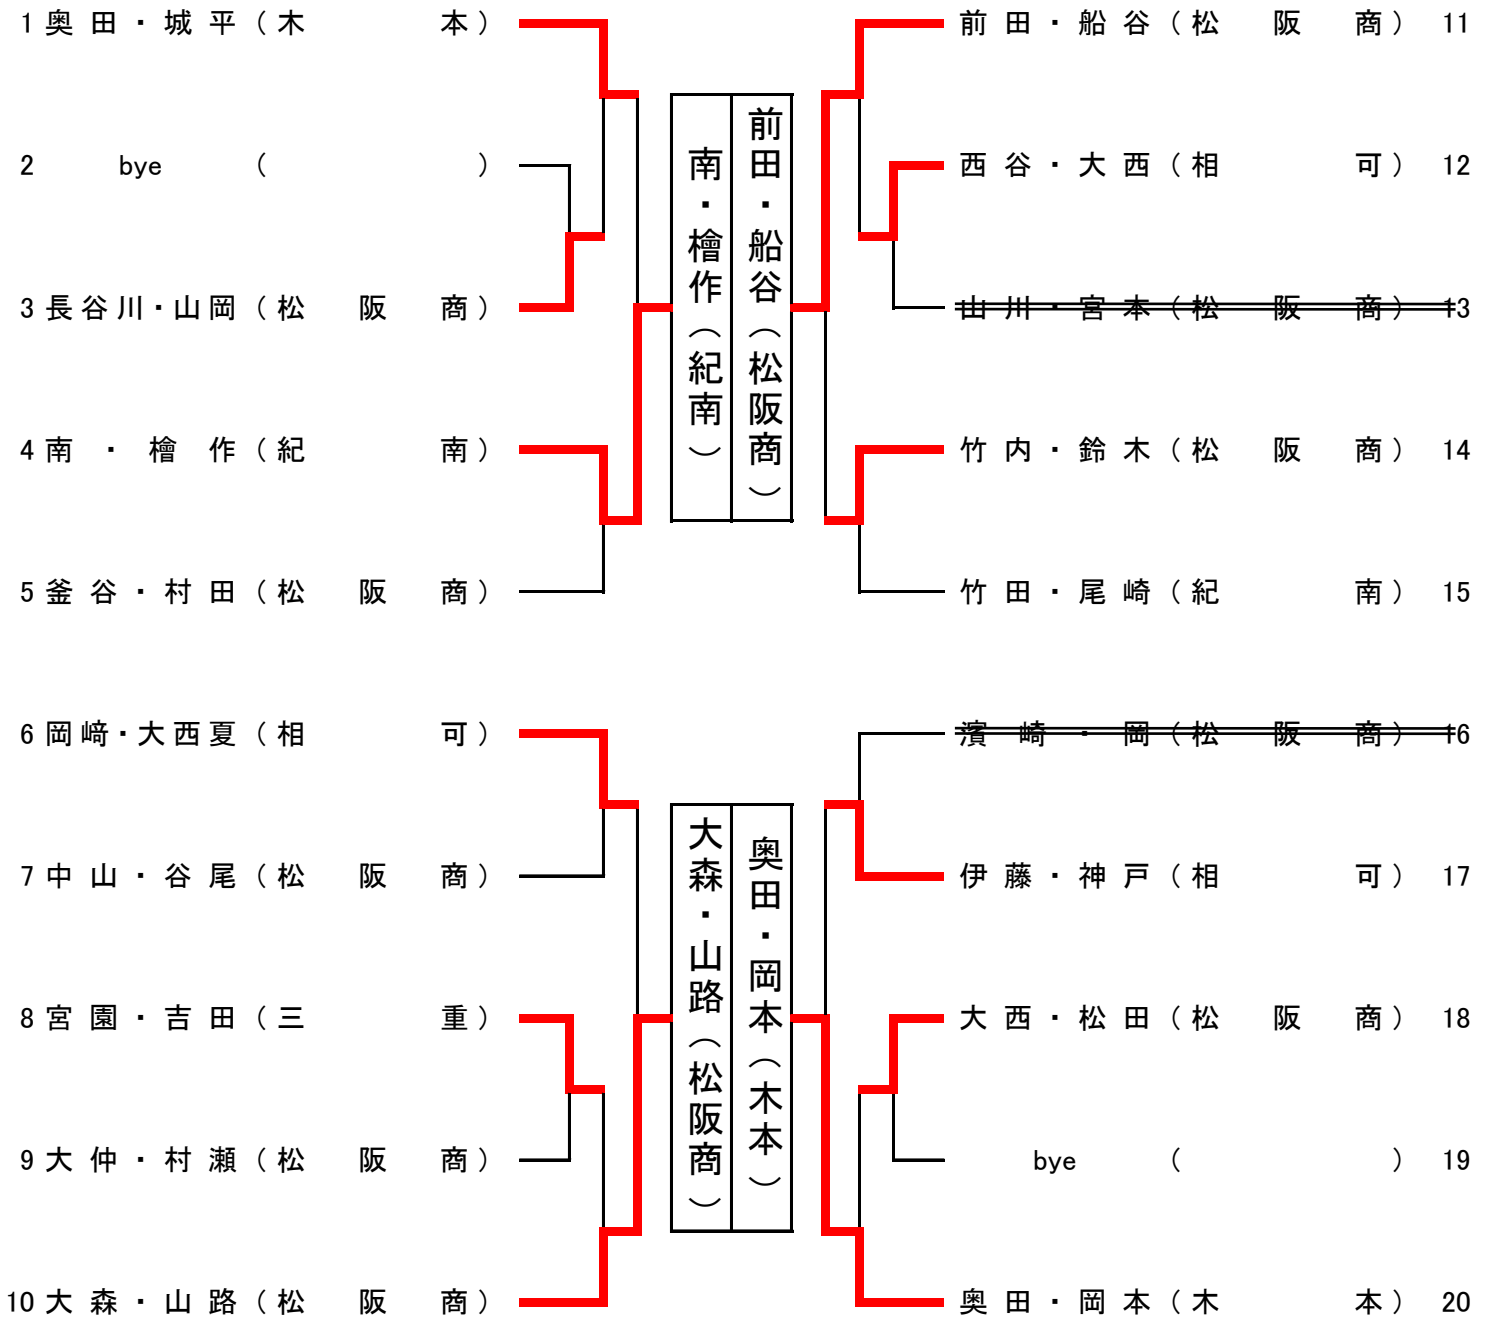 1 奥田・城平（木本）
2 bye （ ）
3 長谷川・山岡（松阪商）
4 南・檜作（紀南）
5 釜谷・村田（松阪商）
6 岡﨑・大西夏（相可）
7 中山・谷尾（松阪商）
8 宮園・吉田（三重）
9 大仲・村瀬（松阪商）
10 大森・山路（松阪商）
南・檜作（紀南）
前田・船谷（松阪商）
大森・山路（松阪商）
奥田・岡本（木本）
前田・船谷（松阪商） 11
西谷・大西（相可） 12
山川・宮本（松阪商） 13
竹内・鈴木（松阪商） 14
竹田・尾崎（紀南） 15
濱崎・岡（松阪商） 16
伊藤・神戸（相可） 17
大西・松田（松阪商） 18
bye （ ） 19
奥田・岡本（木本） 20